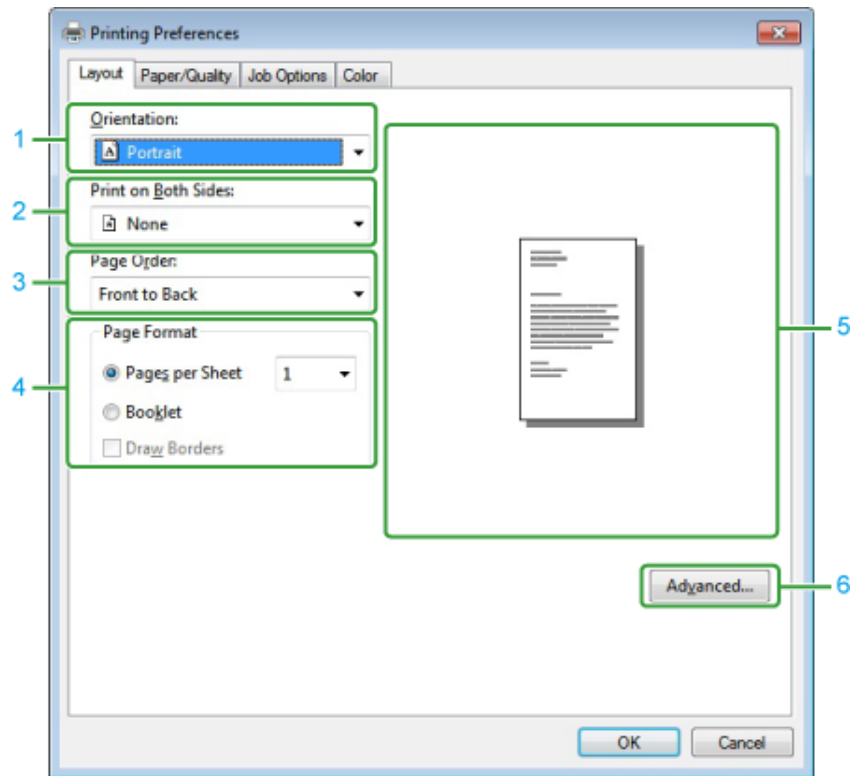 Printing Preferences
Layout Paper/Quality Job Options Color
1
Orientation:
A Portrait
2
Print on Both Sides:
None
3
Page Order:
Front to Back
4
Page Format
Pages per Sheet 1
Booklet
Draw Borders
5
Advanced...
6
OK Cancel